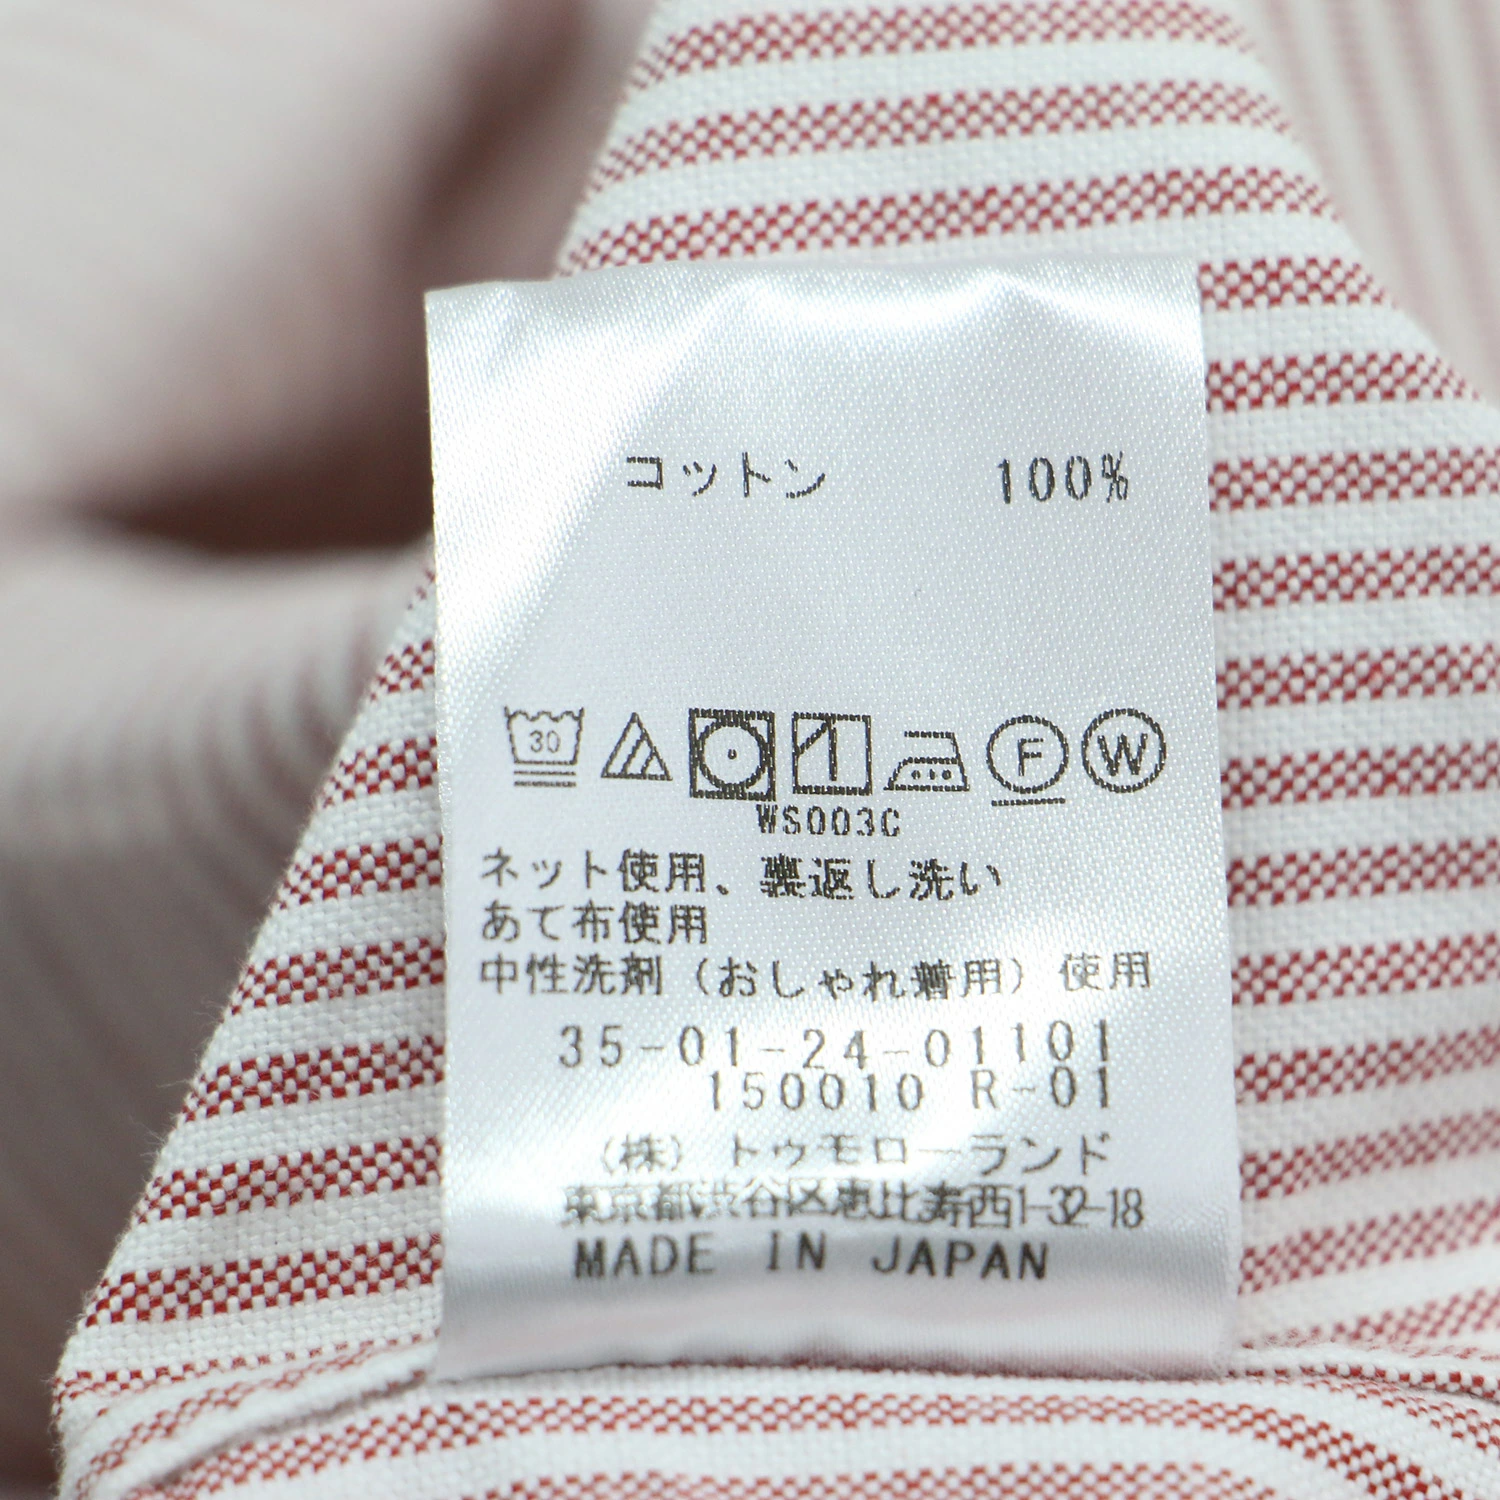 コットン 100%
30
F W
WS003C
ネット使用、裏返し洗い
あて布使用
中性洗剤（おしゃれ着用）使用
35-01-24-01101
150010 R-01
（株）トゥモローランド
東京都渋谷区恵比寿西1-32-18
MADE IN JAPAN